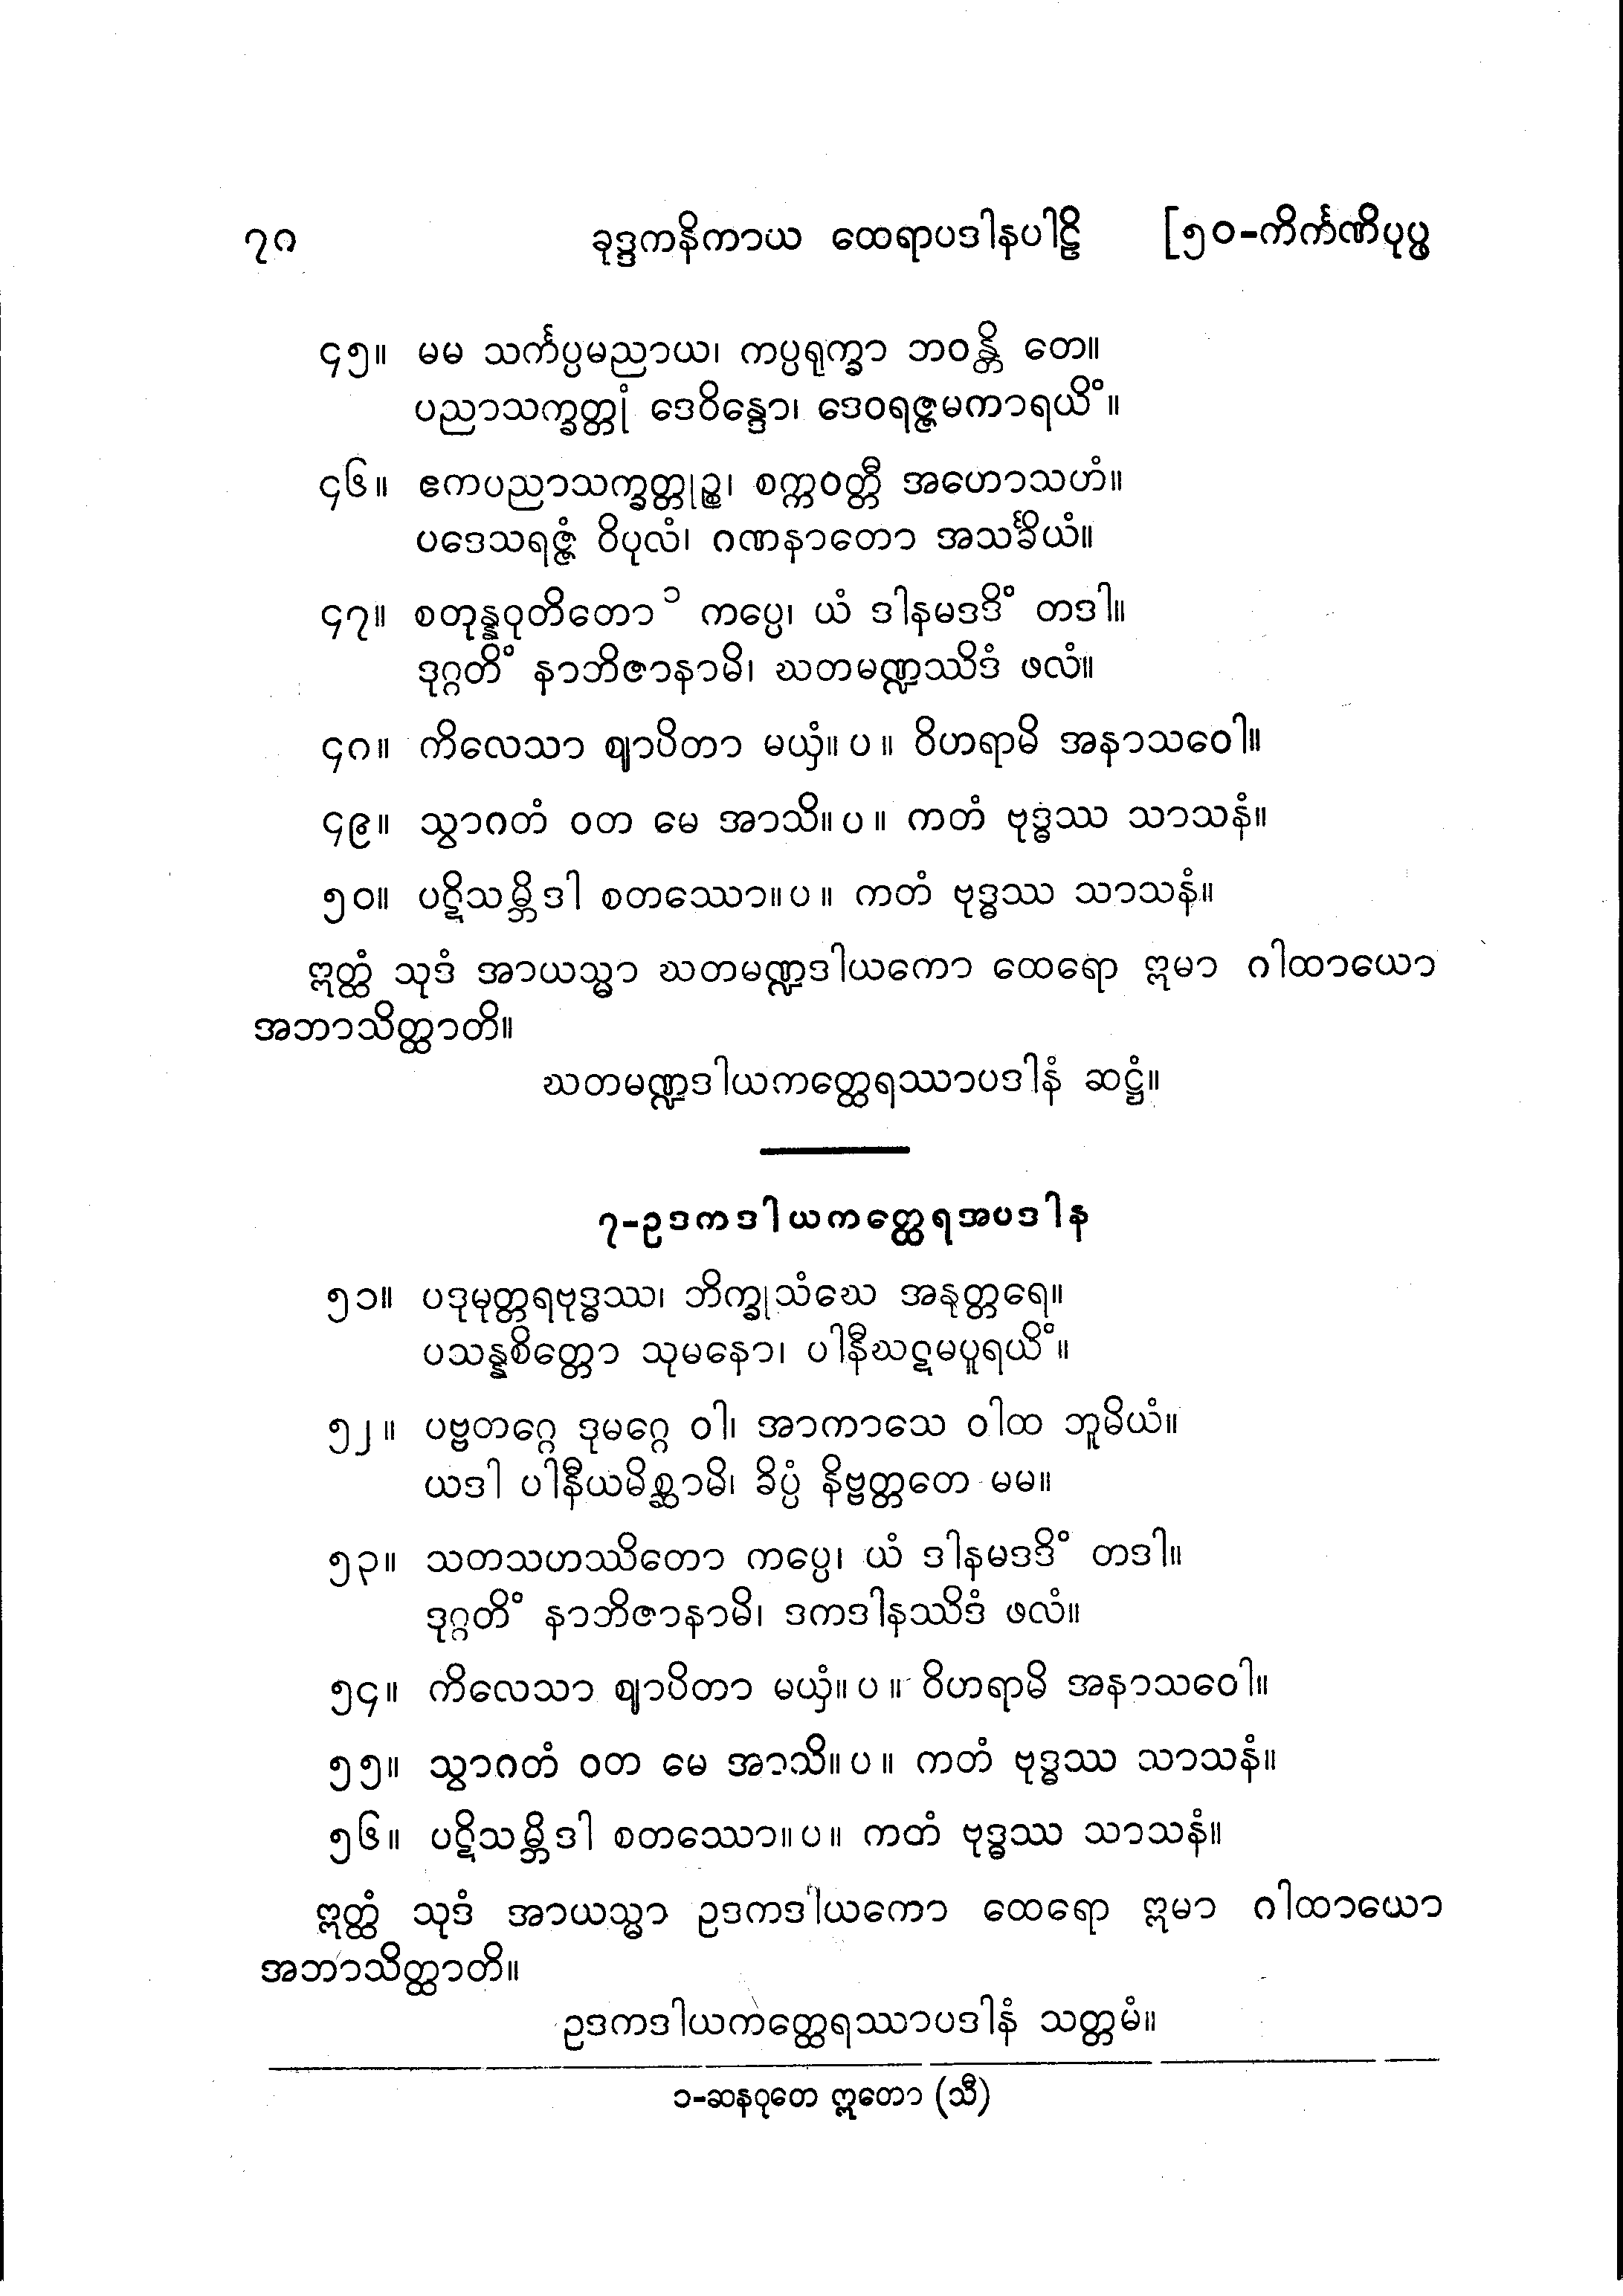 ၇၈ ခုဒ္ဒကနိကာယ ထေရာပဒါနပါဠိ [၅၀-ကိင်္ကဏိပုပ္ဖ
၄၅။ မမ သင်္ကပ္ပမညာယ၊ ကပ္ပရုက္ခာ ဘဝန္တိ တေ။
ပညာသက္ခတ္တုံ ဒေဝိန္ဒော၊ ဒေဝရဇ္ဇမကာရယိံ။
၄၆။ ဧကပညာသက္ခတ္တုဉ္စ၊ စက္ကဝတ္တီ အဟောသဟံ။
ပဒေသရဇ္ဇံ ဝိပုလံ၊ ဂဏနာတော အသင်္ခိယံ။
၄၇။ စတုန္နဝုတိတော ၁ ကပ္ပေ၊ ယံ ဒါနမဒဒိံ တဒါ။
ဒုဂ္ဂတိံ နာဘိဇာနာမိ၊ ဃတမဏ္ဍဿိဒံ ဖလံ။
၄၈။ ကိလေသာ ဈာပိတာ မယှံ။ ပ ။ ဝိဟရာမိ အနာသဝေါ။
၄၉။ သွာဂတံ ဝတ မေ အာသိ။ ပ ။ ကတံ ဗုဒ္ဓဿ သာသနံ။
၅၀။ ပဋိသမ္ဘိဒါ စတဿော။ ပ ။ ကတံ ဗုဒ္ဓဿ သာသနံ။
ဣတ္ထံ သုဒံ အာယသ္မာ ဃတမဏ္ဍဒါယကော ထေရော ဣမာ ဂါထာယော
အဘာသိတ္ထာတိ။
ဃတမဏ္ဍဒါယကတ္ထေရဿာပဒါနံ ဆဋ္ဌံ။
၇-ဥဒကဒါယကတ္ထေရအပဒါန
၅၁။ ပဒုမုတ္တရဗုဒ္ဓဿ၊ ဘိက္ခုသံဃေ အနုတ္တရေ။
ပသန္နစိတ္တော သုမနော၊ ပါနီဃဋမပူရယိံ။
၅၂။ ပဗ္ဗတဂ္ဂေ ဒုမဂ္ဂေ ဝါ၊ အာကာသေ ဝါထ ဘူမိယံ။
ယဒါ ပါနီယမိစ္ဆာမိ၊ ခိပ္ပံ နိဗ္ဗတ္တတေ မမ။
၅၃။ သတသဟဿိတော ကပ္ပေ၊ ယံ ဒါနမဒဒိံ တဒါ။
ဒုဂ္ဂတိံ နာဘိဇာနာမိ၊ ဒကဒါနဿိဒံ ဖလံ။
၅၄။ ကိလေသာ ဈာပိတာ မယှံ။ ပ ။ ဝိဟရာမိ အနာသဝေါ။
၅၅။ သွာဂတံ ဝတ မေ အာသိ။ ပ ။ ကတံ ဗုဒ္ဓဿ သာသနံ။
၅၆။ ပဋိသမ္ဘိဒါ စတဿော။ ပ ။ ကတံ ဗုဒ္ဓဿ သာသနံ။
ဣတ္ထံ သုဒံ အာယသ္မာ ဥဒကဒါယကော ထေရော ဣမာ ဂါထာယော
အဘာသိတ္ထာတိ။
ဥဒကဒါယကတ္ထေရဿာပဒါနံ သတ္တမံ။
၁-ဆနဝုတေ ဣတော (သီ)